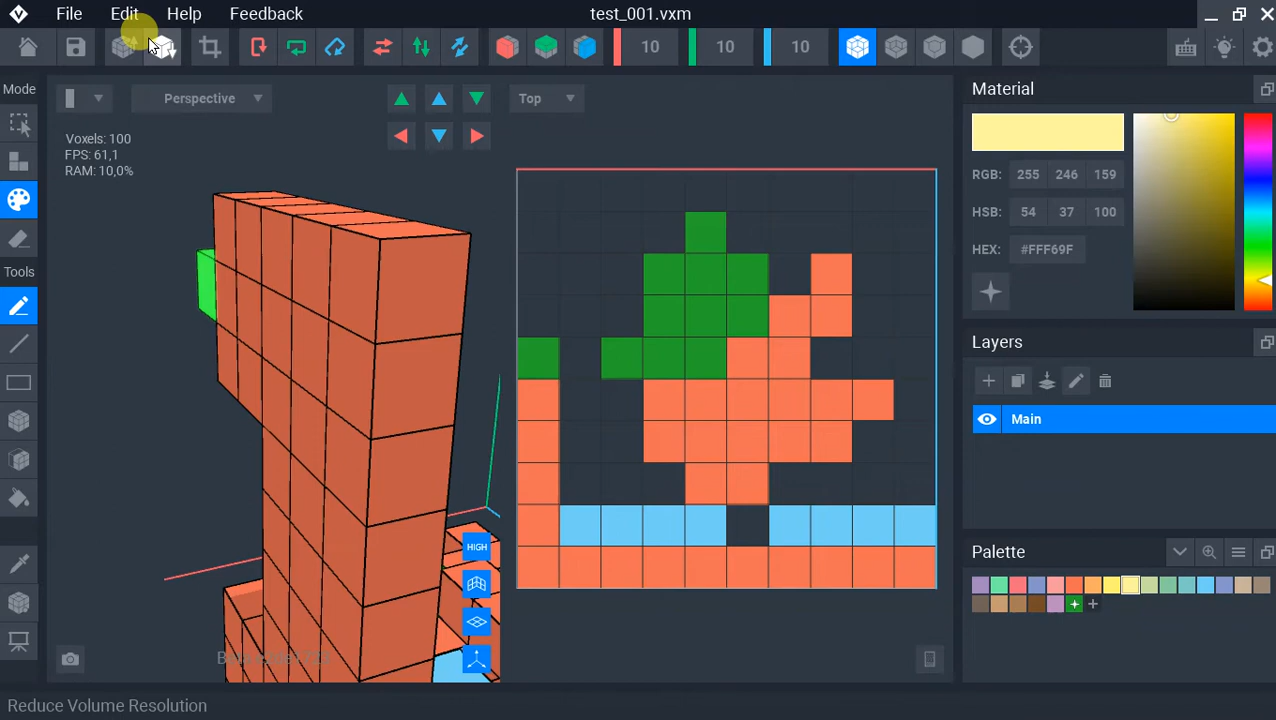 File Edit Help Feedback test_001.vxm
10 10 10
Mode
Perspective
Top
Voxels: 100
FPS: 61,1
RAM: 10,0%
Tools
HIGH
Material
RGB: 255 246 159
HSB: 54 37 100
HEX: #FFF69F
Layers
Main
Palette
Reduce Volume Resolution